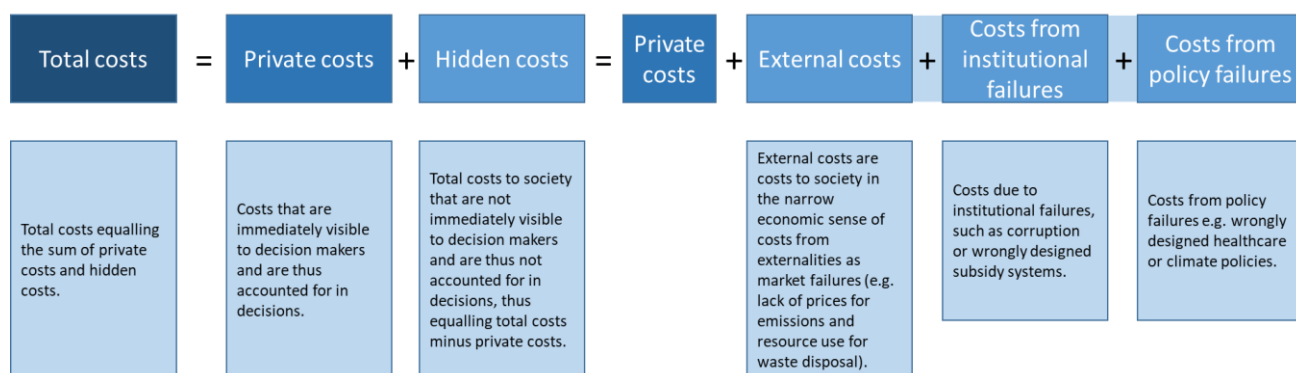 Total costs
=
Private costs
+
Hidden costs
=
Private
costs
+
External costs
+
Costs from
institutional
failures
+
Costs from
policy failures
Total costs equalling
the sum of private
costs and hidden
costs.
Costs that are
immediately visible
to decision makers
and are thus
accounted for in
decisions.
Total costs to society
that are not
immediately visible
to decision makers
and are thus not
accounted for in
decisions, thus
equalling total costs
minus private costs.
External costs are
costs to society in
the narrow
economic sense of
costs from
externalities as
market failures (e.g.
lack of prices for
emissions and
resource use for
waste disposal).
Costs due to
institutional failures,
such as corruption
or wrongly designed
subsidy systems.
Costs from policy
failures e.g. wrongly
designed healthcare
or climate policies.